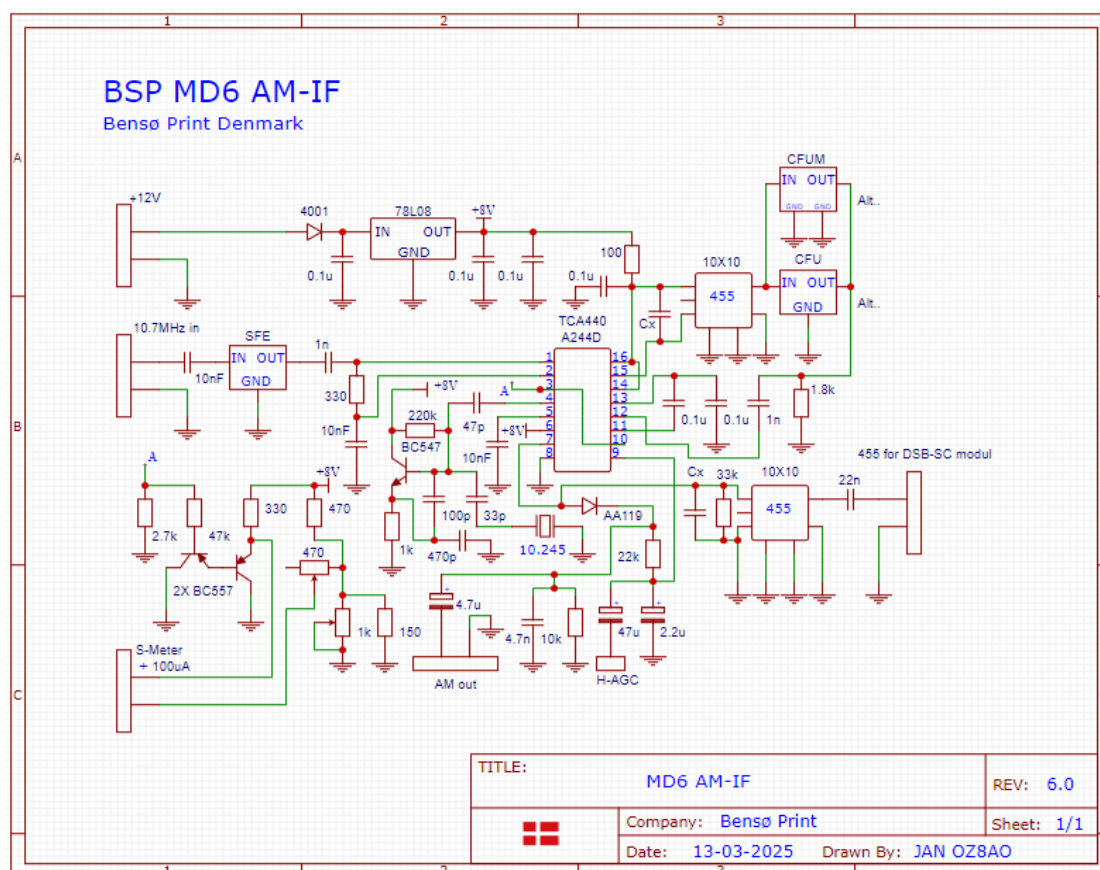 1 2 3
A
B
C
BSP MD6 AM-IF
Bensø Print Denmark
+12V
4001
78L08
IN OUT
GND
+8V
0.1u
0.1u
0.1u
100
0.1u
Cx
10X10
455
CFUM
IN OUT
GND GND
Alt..
CFU
IN OUT
GND
Alt..
10.7MHz in
10nF
SFE
IN OUT
GND
1n
330
10nF
TCA440
A244D
1
2
3
4
5
6
7
8
16
15
14
13
12
11
10
9
A
+8V
220k
BC547
47p
+8V
10nF
0.1u
0.1u
1n
1.8k
A
2.7k
47k
330
+8V
470
470
2X BC557
1k
150
1k
100p
33p
470p
10.245
AA119
22k
Cx
33k
10X10
455
22n
455 for DSB-SC modul
4.7u
+
AM out
4.7n
10k
+
47u
H-AGC
+
2.2u
S-Meter
+ 100uA
TITLE:
MD6 AM-IF
REV: 6.0
Company: Bensø Print
Sheet: 1/1
Date: 13-03-2025 Drawn By: JAN OZ8AO
1 2 3